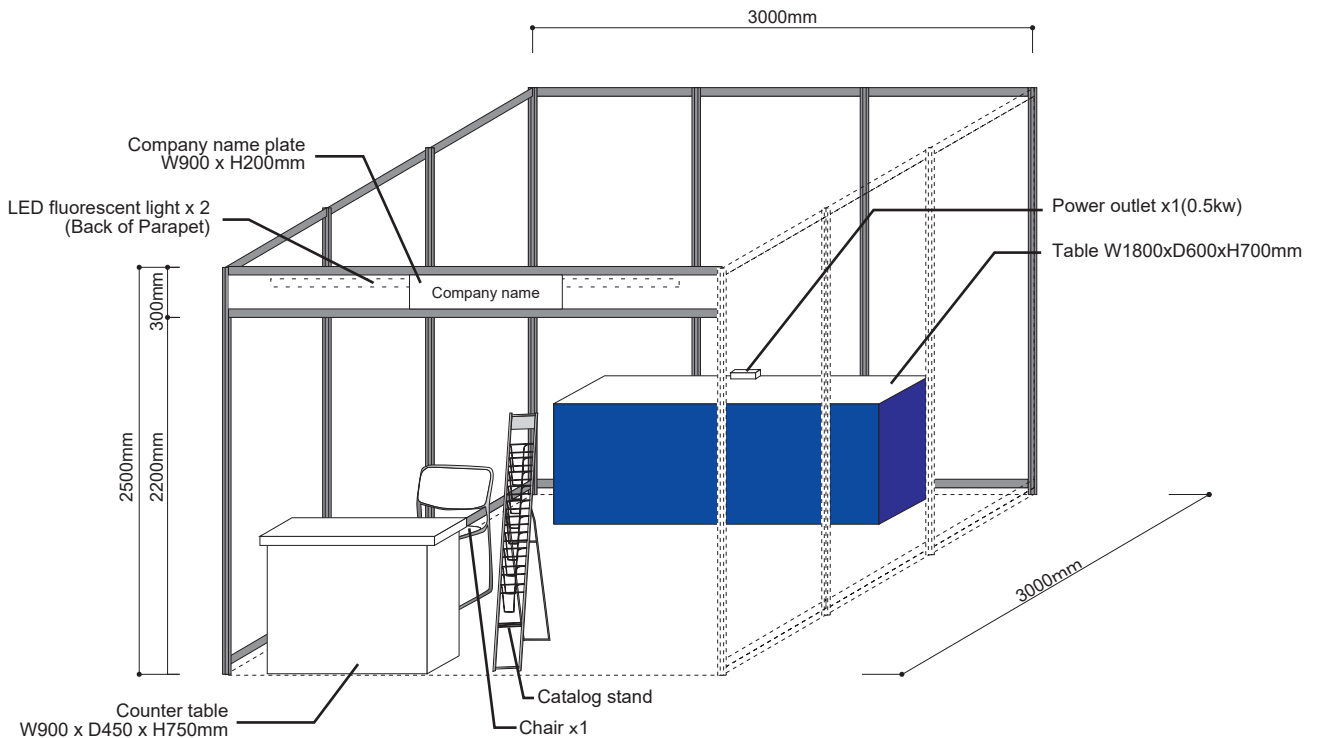 3000mm
Company name plate
W900 x H200mm
LED fluorescent light x 2
(Back of Parapet)
Power outlet x1(0.5kw)
Table W1800xD600xH700mm
Company name
300mm
2500mm
2200mm
3000mm
Catalog stand
Chair x1
Counter table
W900 x D450 x H750mm